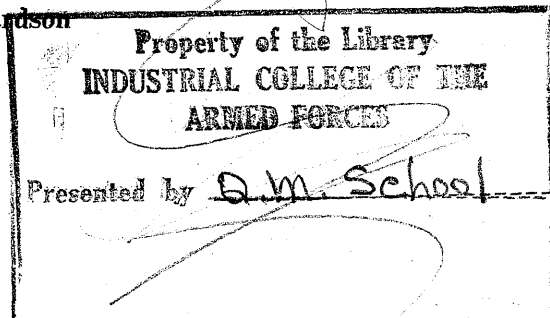 rdson
Property of the Library
INDUSTRIAL COLLEGE OF THE
ARMED FORCES
Presented by Q.M. School